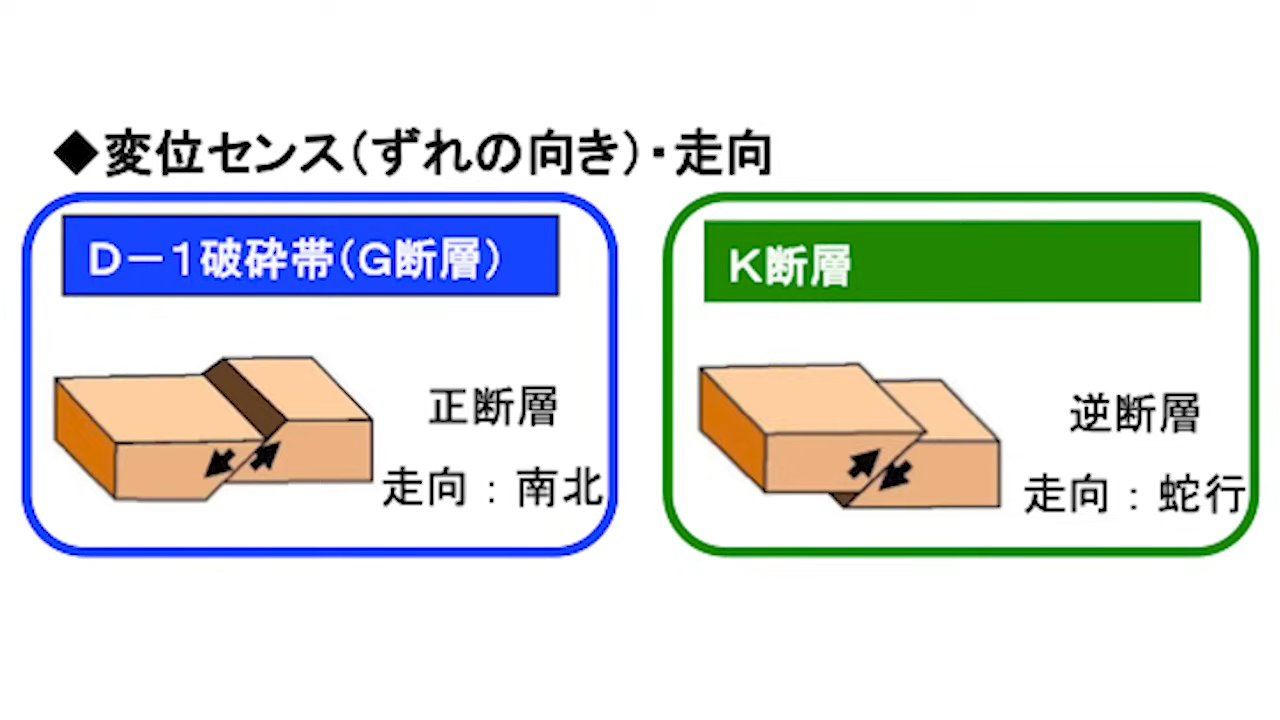 ◆変位センス(ずれの向き)・走向
D－1破砕帯(G断層)
正断層
走向：南北
K断層
逆断層
走向：蛇行